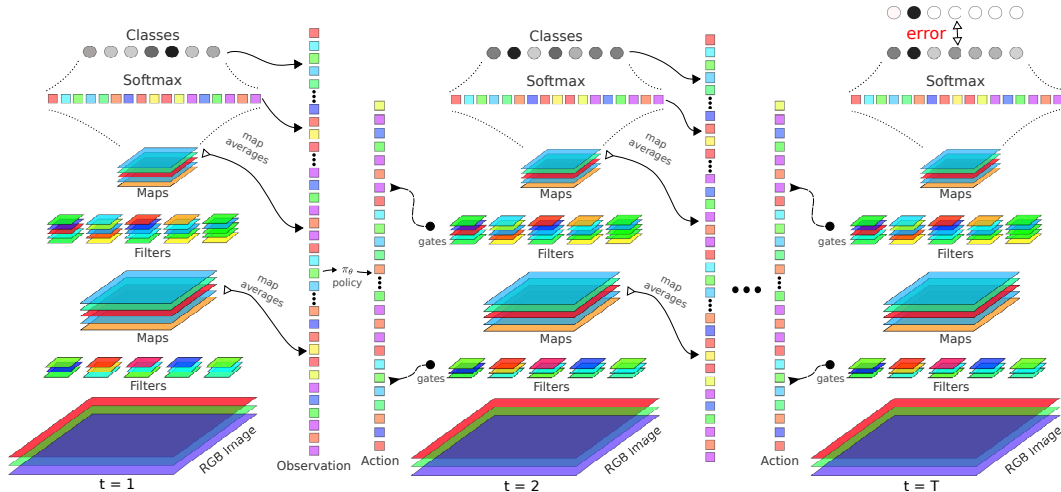 Classes
Softmax
map
averages
Maps
Filters
map
averages
Maps
Filters
RGB Image
t = 1
Observation
πθ
policy
Action
Classes
Softmax
map
averages
Maps
gates
Filters
map
averages
Maps
gates
Filters
RGB Image
t = 2
Action
error
Softmax
Maps
gates
Filters
Maps
gates
Filters
RGB Image
t = T